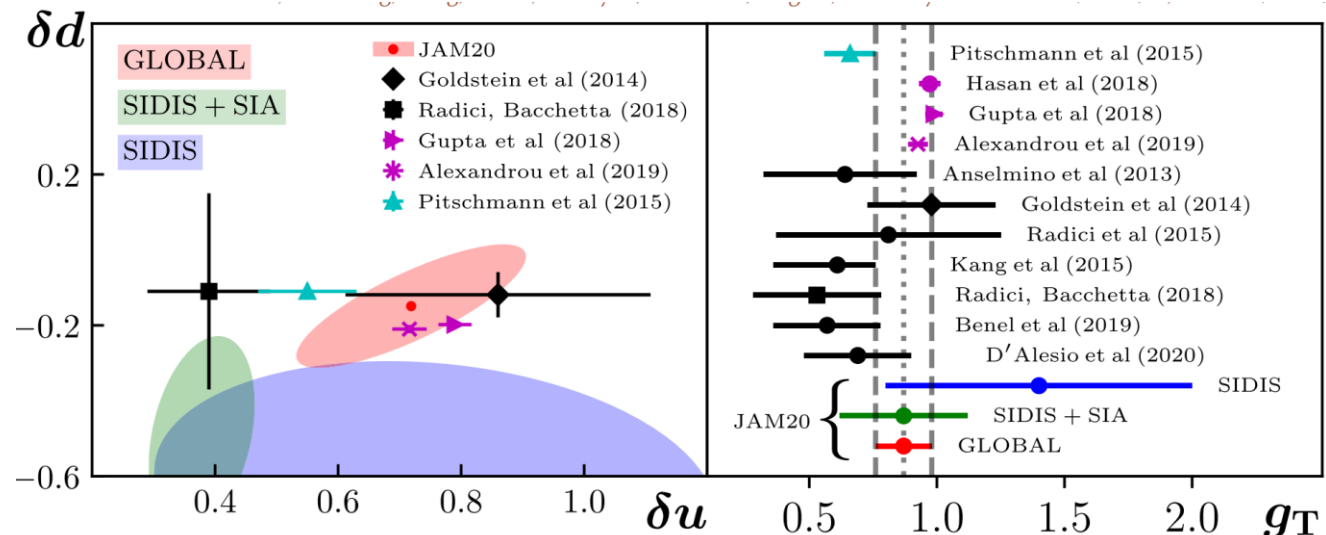 δd
GLOBAL
SIDIS + SIA
SIDIS
JAM20
Goldstein et al (2014)
Radici, Bacchetta (2018)
Gupta et al (2018)
Alexandrou et al (2019)
Pitschmann et al (2015)
0.2
−0.2
−0.6
0.4
0.6
0.8
1.0
δu
Pitschmann et al (2015)
Hasan et al (2018)
Gupta et al (2018)
Alexandrou et al (2019)
Anselmino et al (2013)
Goldstein et al (2014)
Radici et al (2015)
Kang et al (2015)
Radici, Bacchetta (2018)
Benel et al (2019)
D′Alesio et al (2020)
SIDIS
JAM20
SIDIS + SIA
GLOBAL
0.5
1.0
1.5
2.0
gT